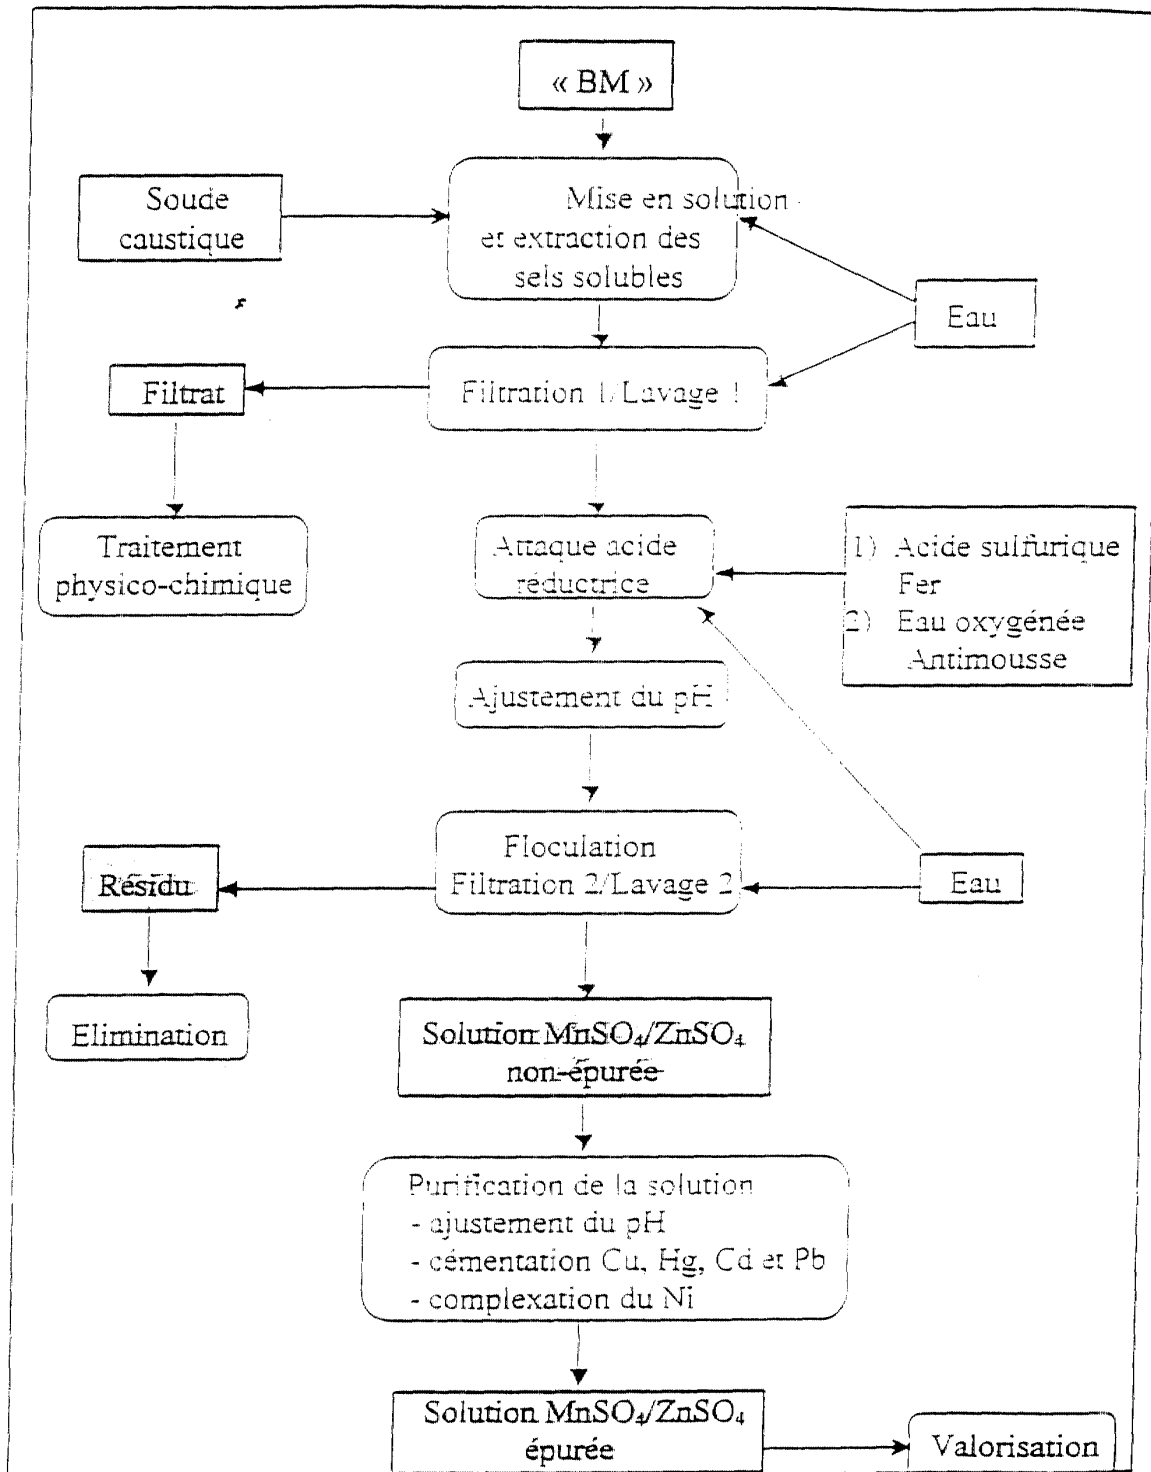 « BM »
Soude
caustique
Mise en solution
et extraction des
sels solubles
Eau
Filtrat
Filtration 1/Lavage 1
Traitement
physico-chimique
Attaque acide
réductrice
1) Acide sulfurique
Fer
2) Eau oxygénée
Antimousse
Ajustement du pH
Floculation
Filtration 2/Lavage 2
Résidu
Eau
Elimination
Solution MnSO₄/ZnSO₄
non-épurée
Purification de la solution
- ajustement du pH
- cémentation Cu, Hg, Cd et Pb
- complexation du Ni
Solution MnSO₄/ZnSO₄
épurée
Valorisation